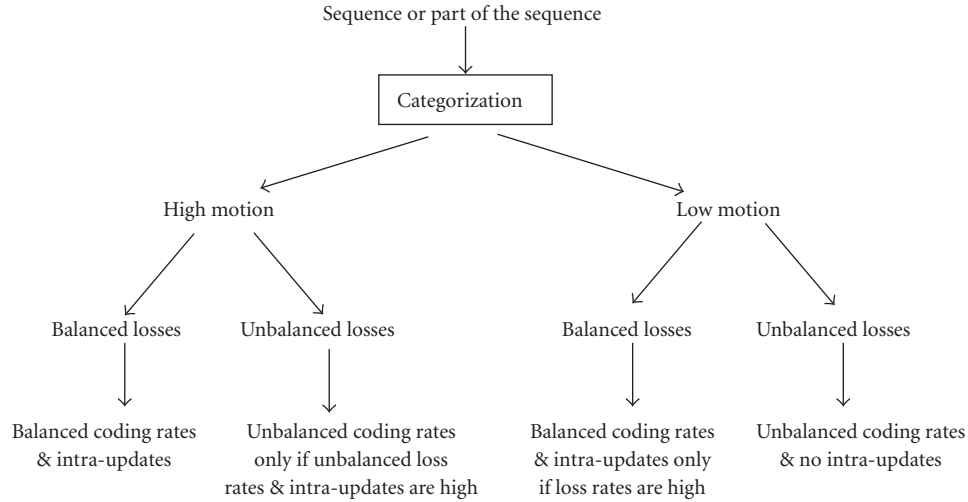 Sequence or part of the sequence
Categorization
High motion
Low motion
Balanced losses
Unbalanced losses
Balanced losses
Unbalanced losses
Balanced coding rates
& intra-updates
Unbalanced coding rates
only if unbalanced loss
rates & intra-updates are high
Balanced coding rates
& intra-updates only
if loss rates are high
Unbalanced coding rates
& no intra-updates